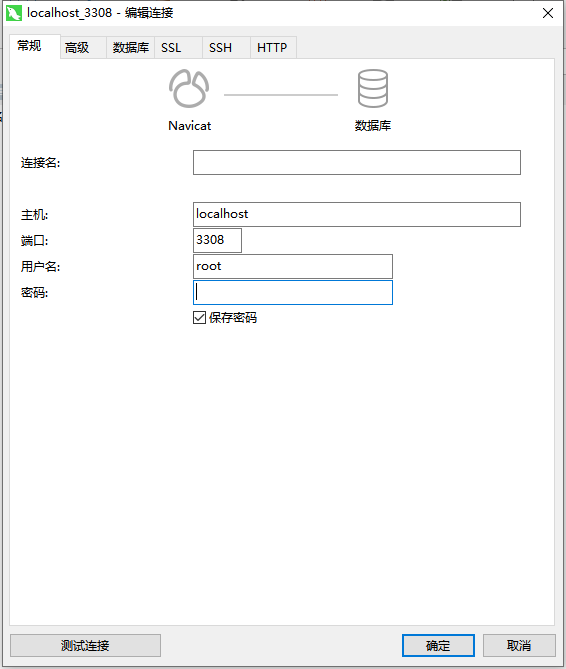 localhost_3308 - 编辑连接
常规 高级 数据库 SSL SSH HTTP
Navicat 数据库
连接名:
主机: localhost
端口: 3308
用户名: root
密码:
保存密码
测试连接 确定 取消